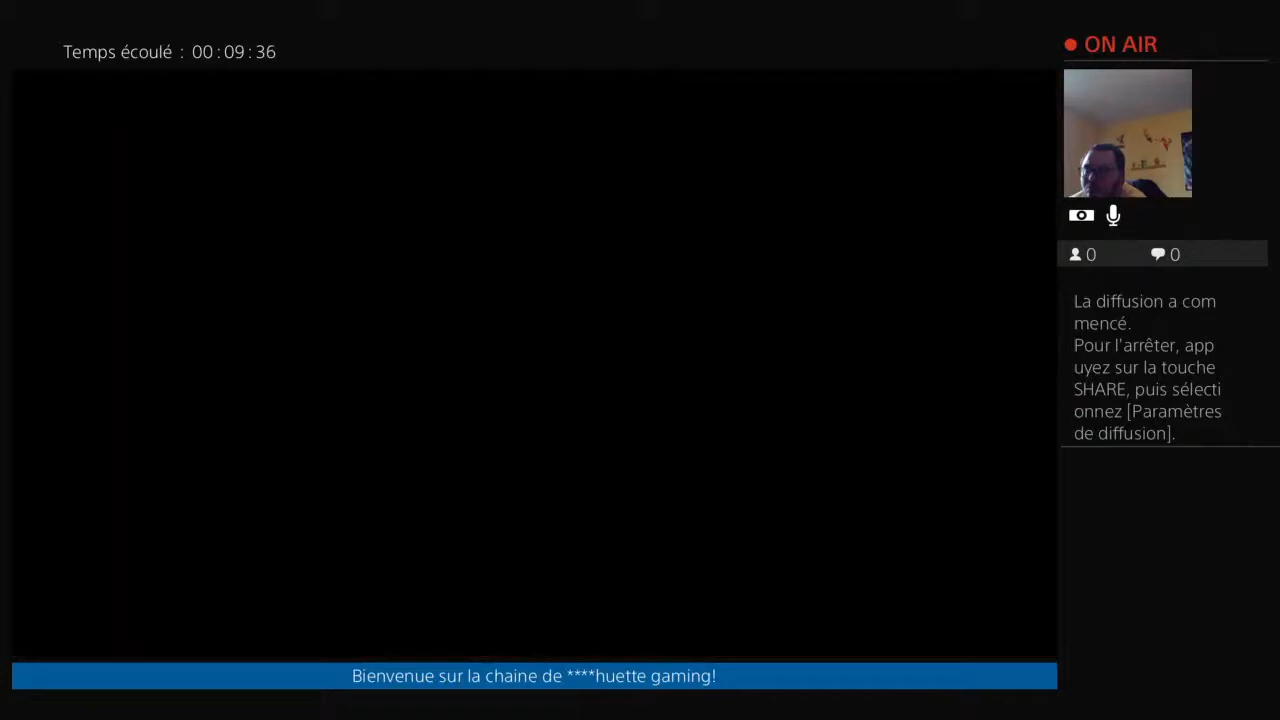 Temps écoulé : 00:09:36
ON AIR
0 0
La diffusion a com
mencé.
Pour l'arrêter, app
uyez sur la touche
SHARE, puis sélecti
onnez [Paramètres
de diffusion].
Bienvenue sur la chaine de ****huette gaming!